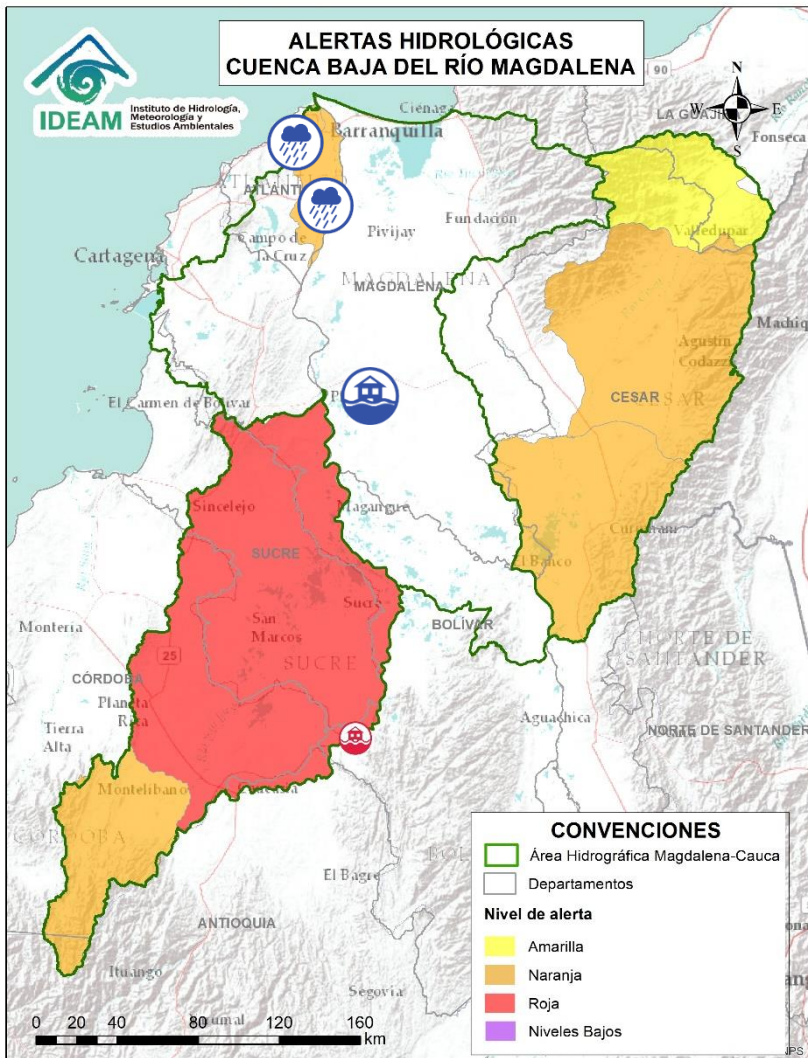 ALERTAS HIDROLÓGICAS
CUENCA BAJA DEL RÍO MAGDALENA
IDEAM
Instituto de Hidrología,
Meteorología y
Estudios Ambientales
90
N
W
E
S
LA GUAJIRA
Ciénaga
Fonseca
Barranquilla
Fundación
Pivijay
Valledupar
Cartagena
Campo de
la Cruz
MAGDALENA
MAGDALENA
Agustín
Codazzi
CESAR
El Carmen de Bolívar
Sincelejo
Magangué
SUCRE
El Banco
Sucre
San
Marcos
BOLÍVAR
SUCRE
NORTE DE
SANTANDER
Montería
25
CÓRDOBA
Planeta
Rica
Tierra
Alta
Aguachica
NORTE DE SANTANDER
Montelíbano
CÓRDOBA
El Bagre
ANTIOQUIA
Ituango
Segovia
0 20 40 80 120 160
km
CONVENCIONES
Área Hidrográfica Magdalena-Cauca
Departamentos
Nivel de alerta
Amarilla
Naranja
Roja
Niveles Bajos